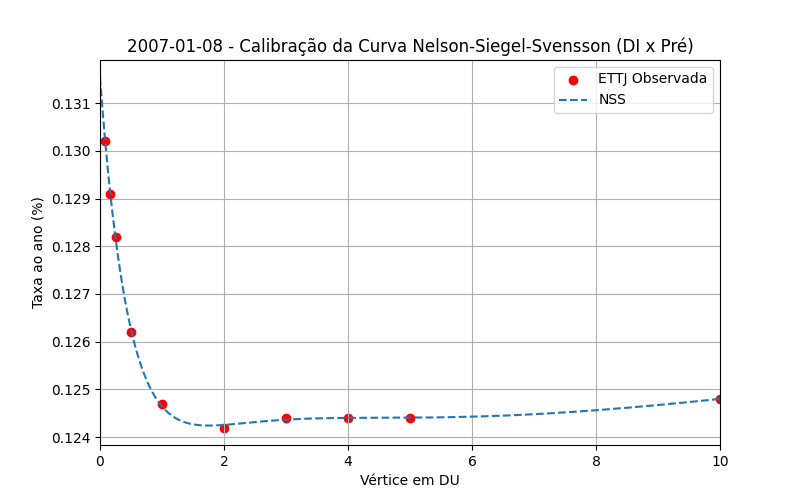 2007-01-08 - Calibração da Curva Nelson-Siegel-Svensson (DI x Pré)
ETTJ Observada
NSS
Taxa ao ano (%)
0.131
0.130
0.129
0.128
0.127
0.126
0.125
0.124
0 2 4 6 8 10
Vértice em DU